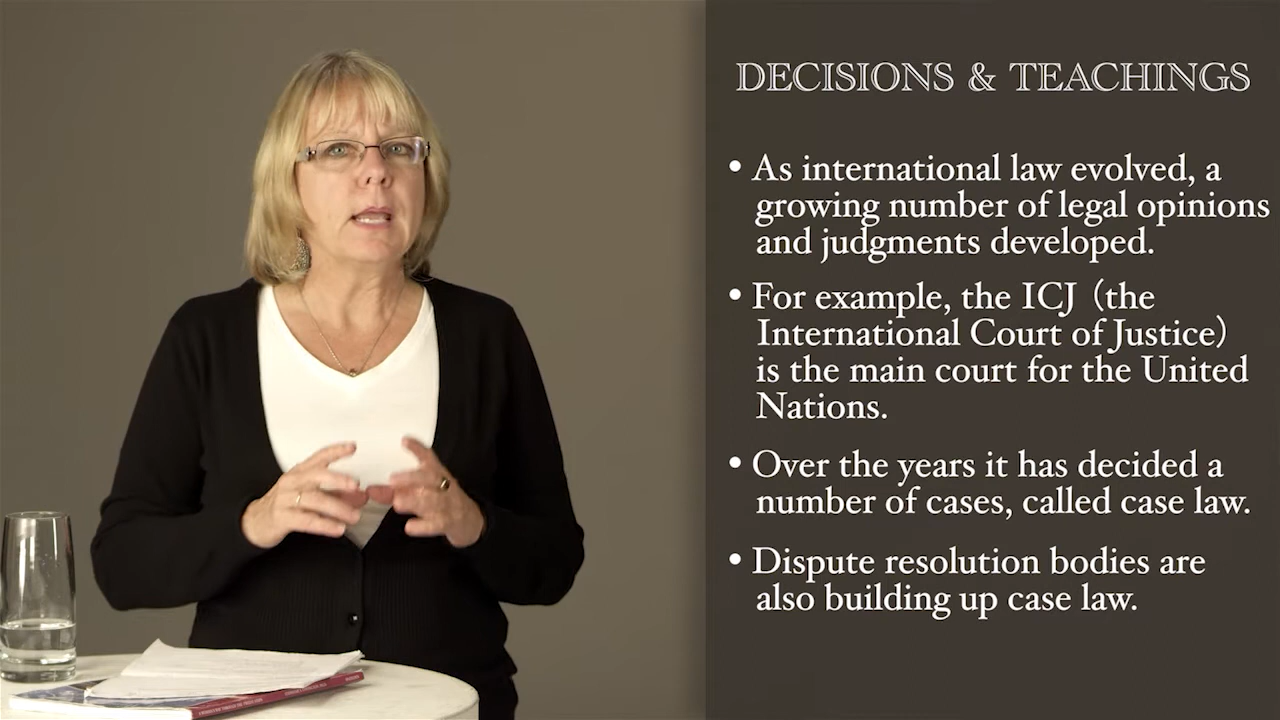 DECISIONS & TEACHINGS
• As international law evolved, a
growing number of legal opinions
and judgments developed.
• For example, the ICJ (the
International Court of Justice)
is the main court for the United
Nations.
• Over the years it has decided a
number of cases, called case law.
• Dispute resolution bodies are
also building up case law.